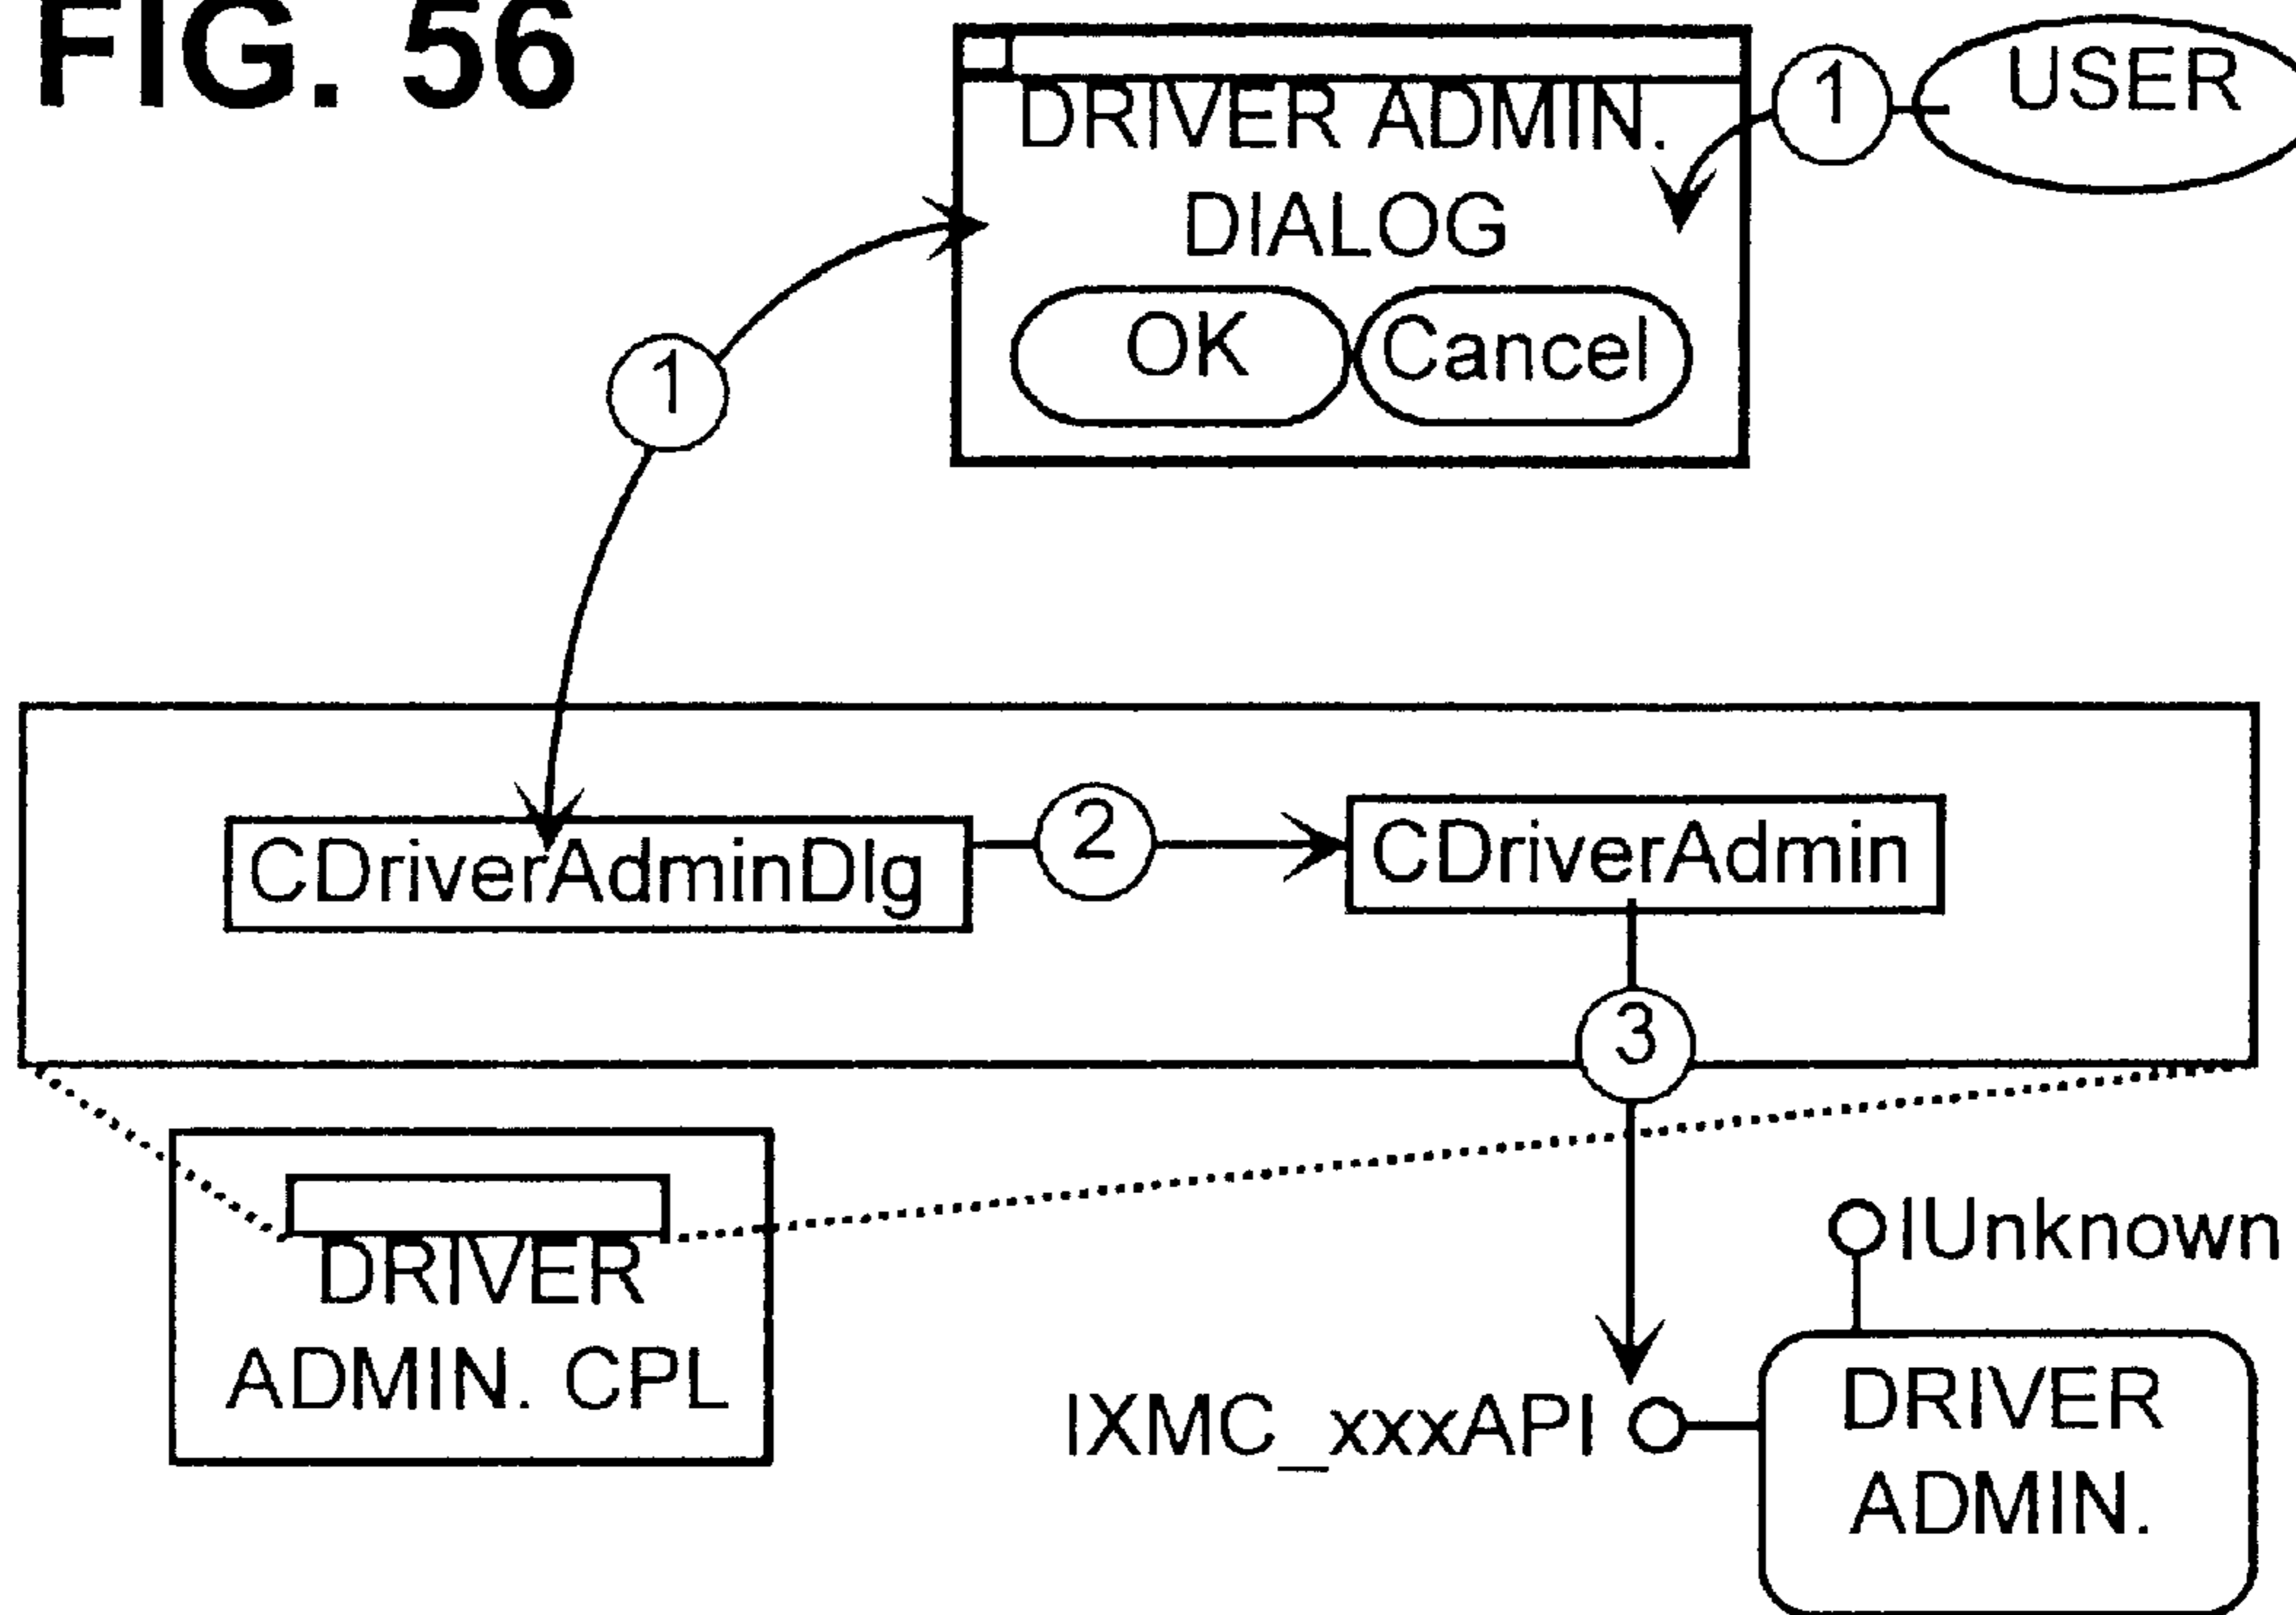 FIG. 56
DRIVER ADMIN.
DIALOG
OK
Cancel
1
USER
1
CDriverAdminDlg
2
CDriverAdmin
3
DRIVER
ADMIN. CPL
IUnknown
IXMC_xxxAPI
DRIVER
ADMIN.